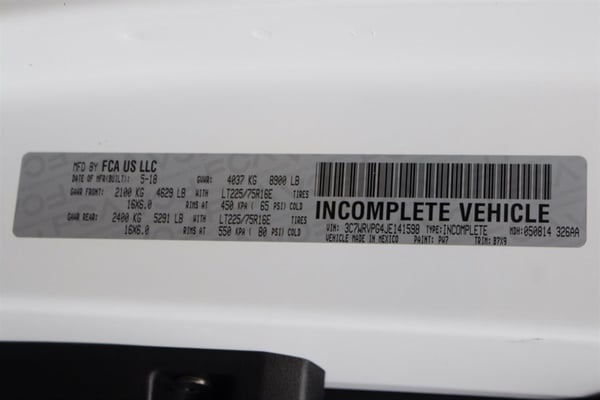 MFD BY FCA US LLC
DATE OF MFR(BUILT): 5-18 GVWR: 4037 KG 8900 LB
GAWR FRONT: 2100 KG 4629 LB WITH LT225/75R16E TIRES
16X6.0 RIMS AT 450 KPA ( 65 PSI) COLD
GAWR REAR: 2400 KG 5291 LB WITH LT225/75R16E TIRES
16X6.0 RIMS AT 550 KPA ( 80 PSI) COLD
INCOMPLETE VEHICLE
VIN: 3C7WRVPG4JE141598 TYPE: INCOMPLETE MDH: 050814 326AA
VEHICLE MADE IN MEXICO PAINT: PW7 TRIM: B7X9